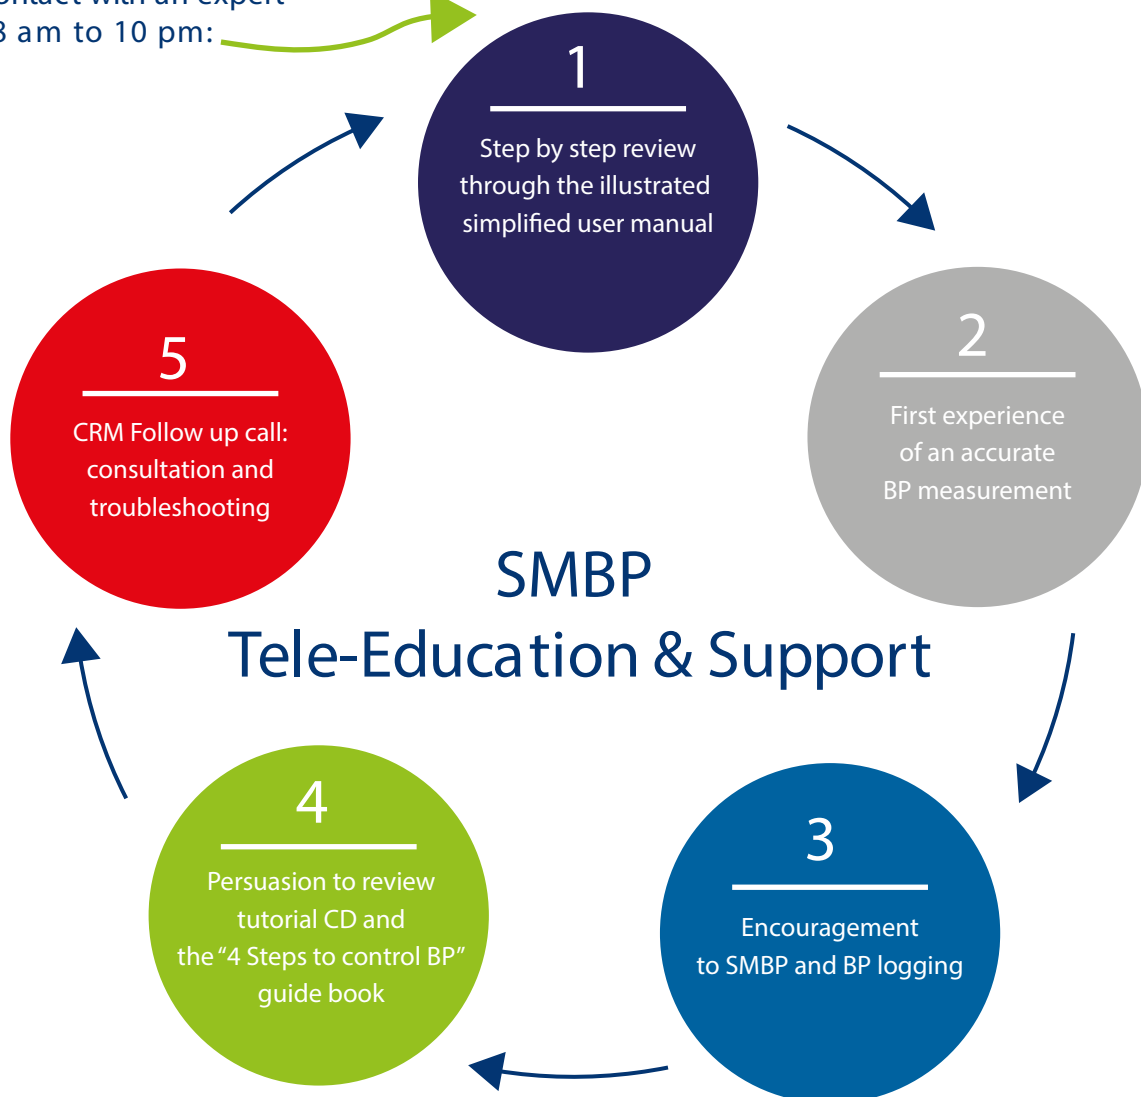 with an expert
am to 10 pm:
1
Step by step review
through the illustrated
simplified user manual
2
First experience
of an accurate
BP measurement
3
Encouragement
to SMBP and BP logging
4
Persuasion to review
tutorial CD and
the “4 Steps to control BP”
guide book
5
CRM Follow up call:
consultation and
troubleshooting
SMBP
Tele-Education & Support